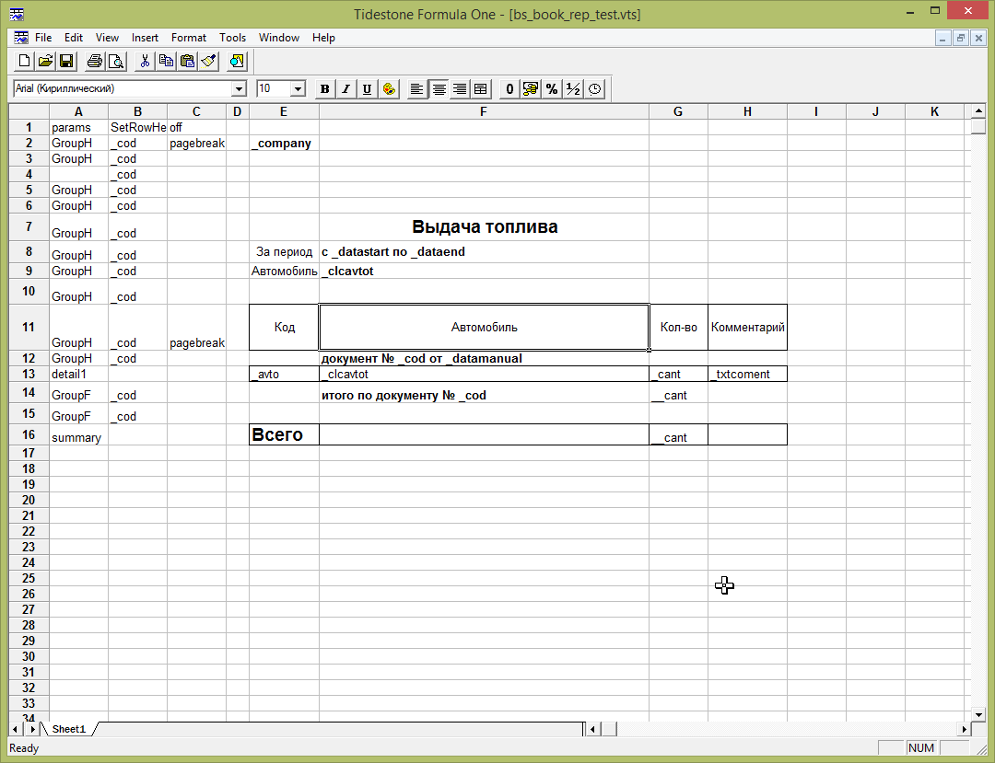 Tidestone Formula One - [bs_book_rep_test.vts]
File Edit View Insert Format Tools Window Help
Arial (Кириллический) 10 B I U 0 % ½
A B C D E F G H I J K
1 params SetRowHe off
2 GroupH _cod pagebreak _company
3 GroupH _cod
4 _cod
5 GroupH _cod
6 GroupH _cod
7 GroupH _cod Выдача топлива
8 GroupH _cod За период с _datastart по _dataend
9 GroupH _cod Автомобиль _clcavtot
10 GroupH _cod
11 GroupH _cod pagebreak Код Автомобиль Кол-во Комментарий
12 GroupH _cod документ № _cod от _datamanual
13 detail1 _avto _clcavtot _cant _txtcoment
14 GroupF _cod итого по документу № _cod __cant
15 GroupF _cod
16 summary Всего __cant
17
18
19
20
21
22
23
24
25
26
27
28
29
30
31
32
33
34
Sheet1
Ready NUM